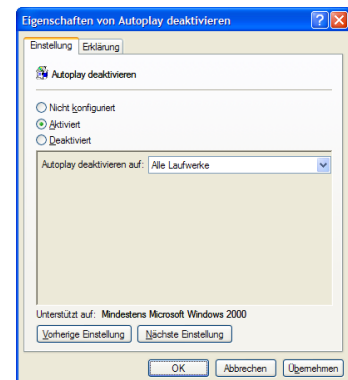 Eigenschaften von Autoplay deaktivieren
Einstellung Erklärung
Autoplay deaktivieren
Nicht konfiguriert
Aktiviert
Deaktiviert
Autoplay deaktivieren auf: Alle Laufwerke
Unterstützt auf: Mindestens Microsoft Windows 2000
Vorherige Einstellung Nächste Einstellung
OK Abbrechen Übernehmen